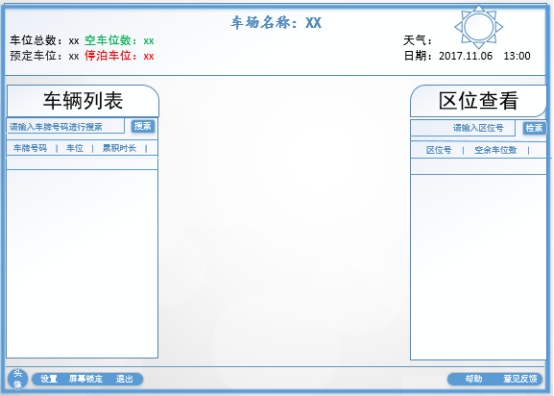 车场名称：XX
车位总数：xx 空车位数：xx
预定车位：xx 停泊车位：xx
天气：
日期：2017.11.06 13:00
车辆列表
请输入车牌号码进行搜索 搜索
车牌号码 | 车位 | 累积时长 |
区位查看
请输入区位号 检索
区位号 | 空余车位数 |
头像
设置 屏幕锁定 退出
帮助 意见反馈